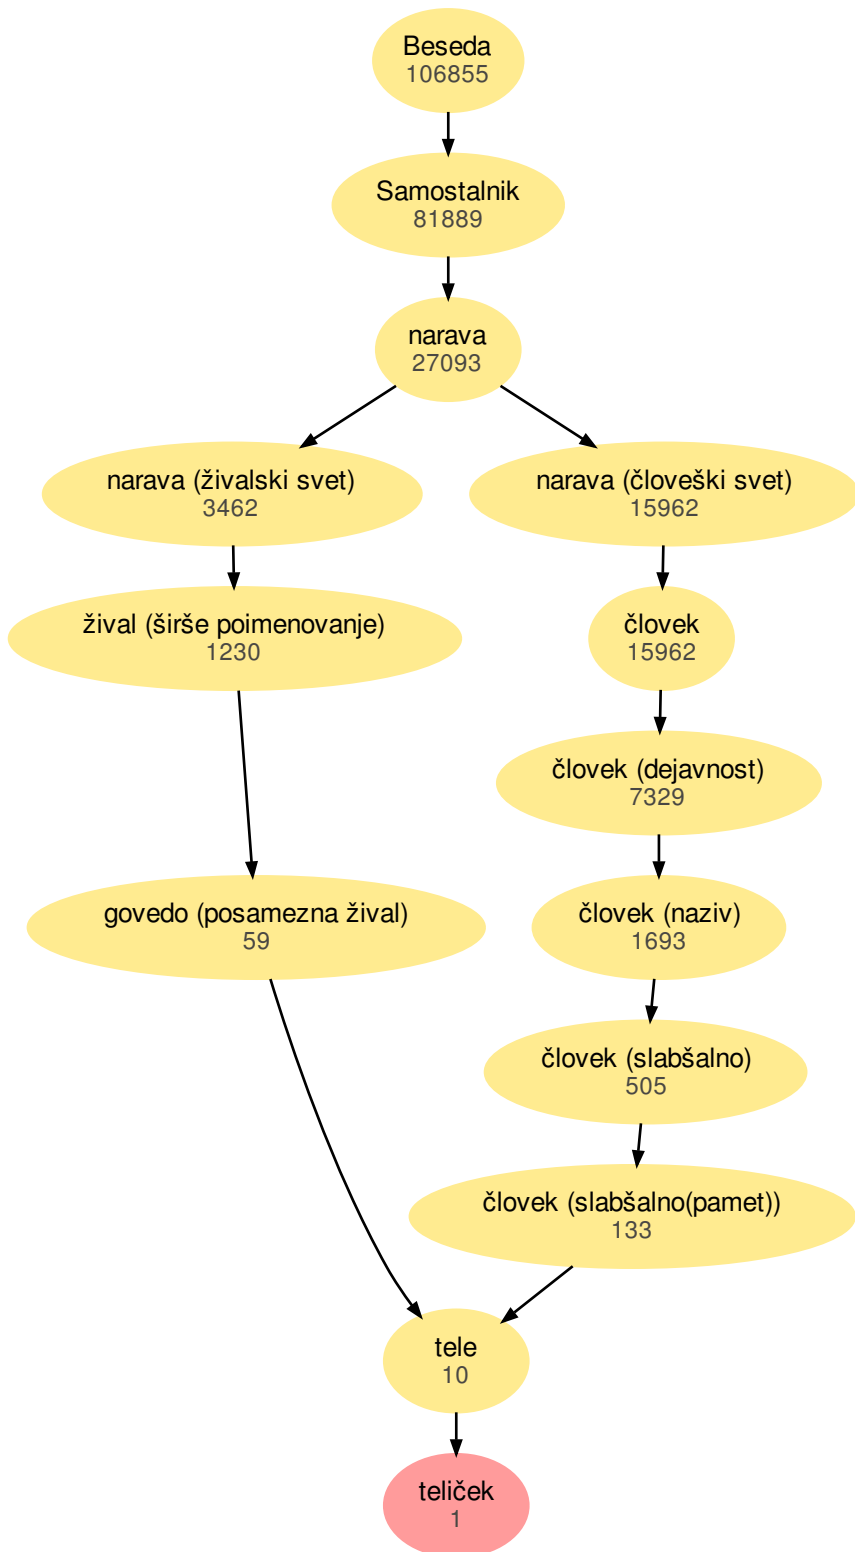 Beseda
106855
Samostalnik
81889
narava
27093
narava (živalski svet)
3462
narava (človeški svet)
15962
žival (širše poimenovanje)
1230
človek
15962
človek (dejavnost)
7329
govedo (posamezna žival)
59
človek (naziv)
1693
človek (slabšalno)
505
človek (slabšalno(pamet))
133
tele
10
teliček
1